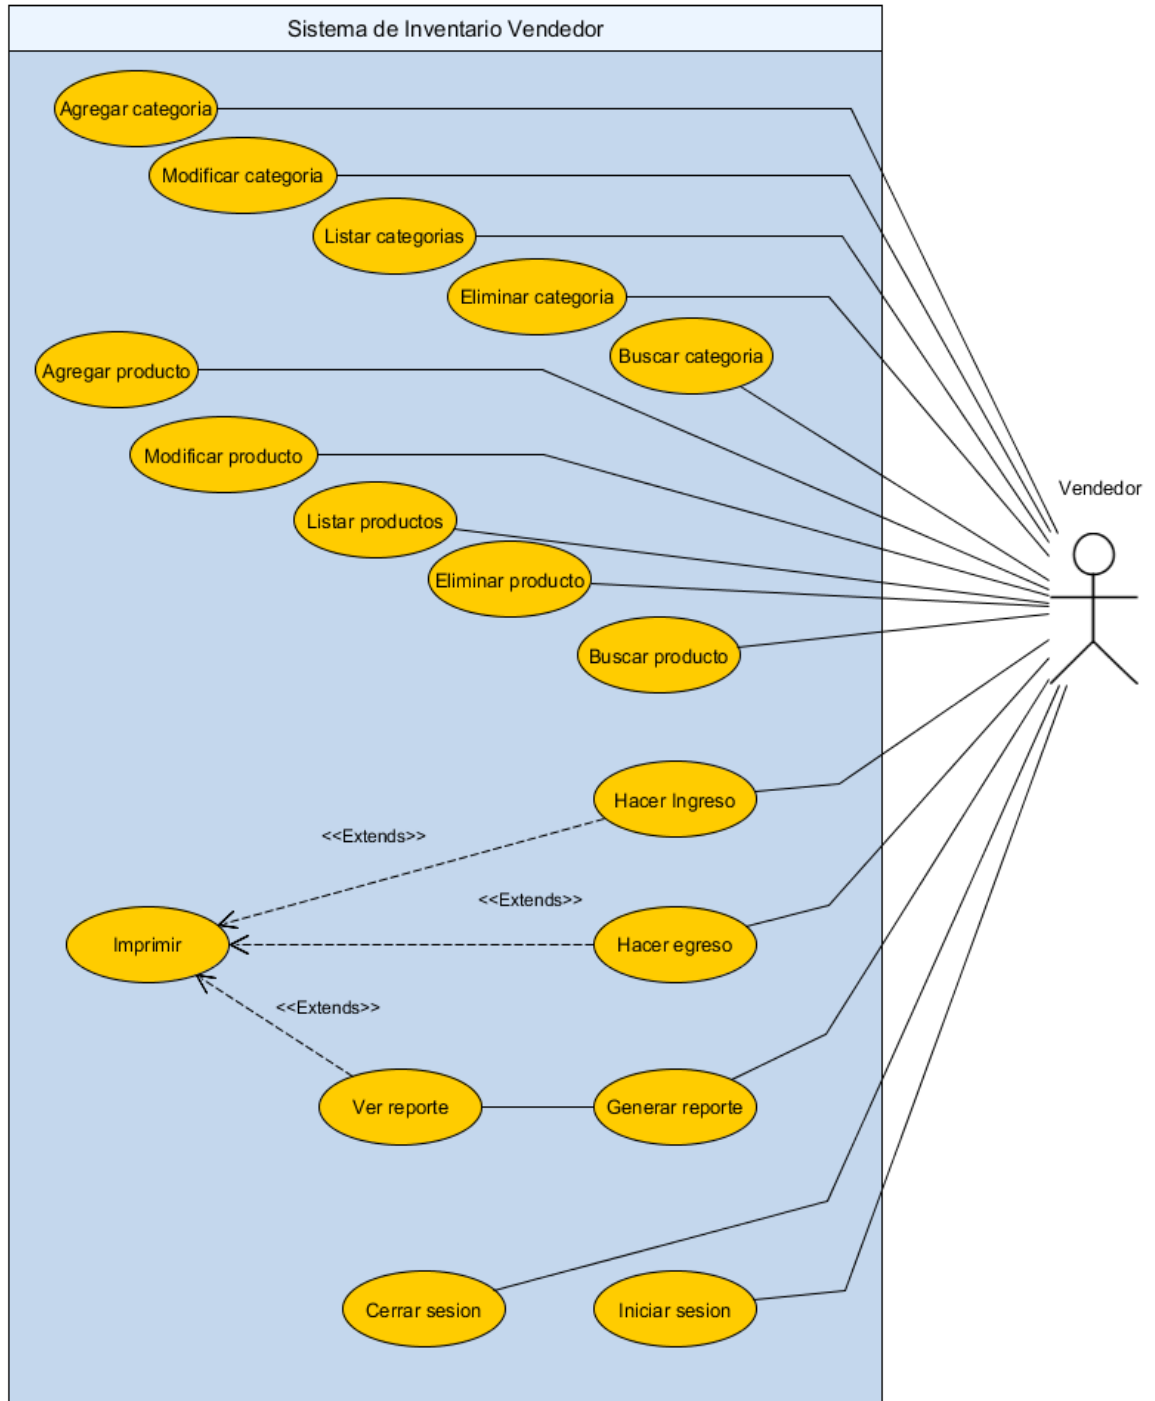 Sistema de Inventario Vendedor
Agregar categoria
Modificar categoria
Listar categorias
Eliminar categoria
Buscar categoria
Agregar producto
Modificar producto
Vendedor
Listar productos
Eliminar producto
Buscar producto
Hacer Ingreso
<<Extends>>
<<Extends>>
Imprimir
Hacer egreso
<<Extends>>
Ver reporte
Generar reporte
Cerrar sesion
Iniciar sesion